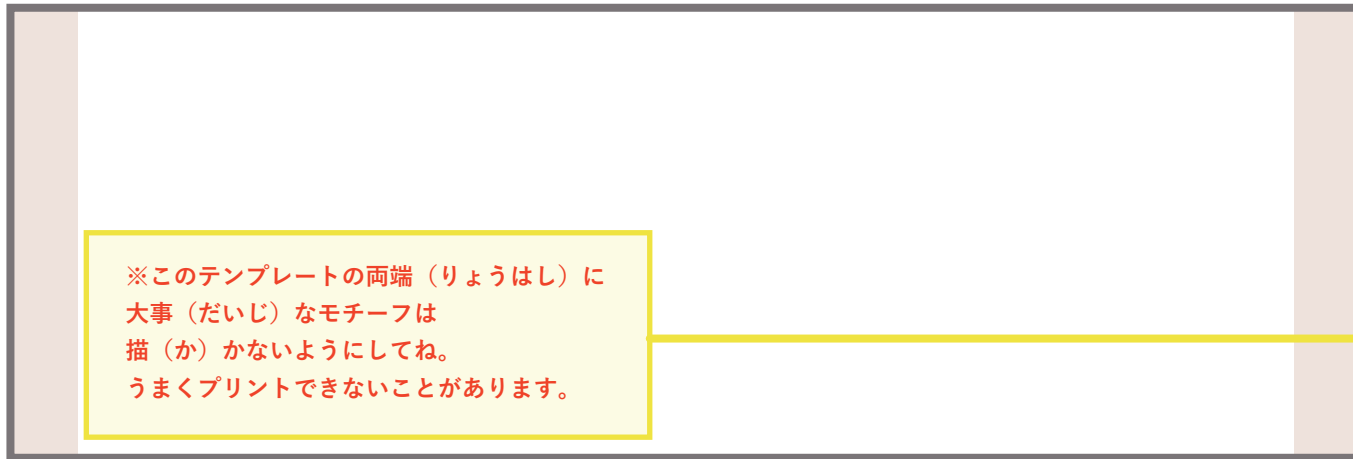 ※このテンプレートの両端（りょうはし）に
大事（だいじ）なモチーフは
描（か）かないようにしてね。
うまくプリントできないことがあります。